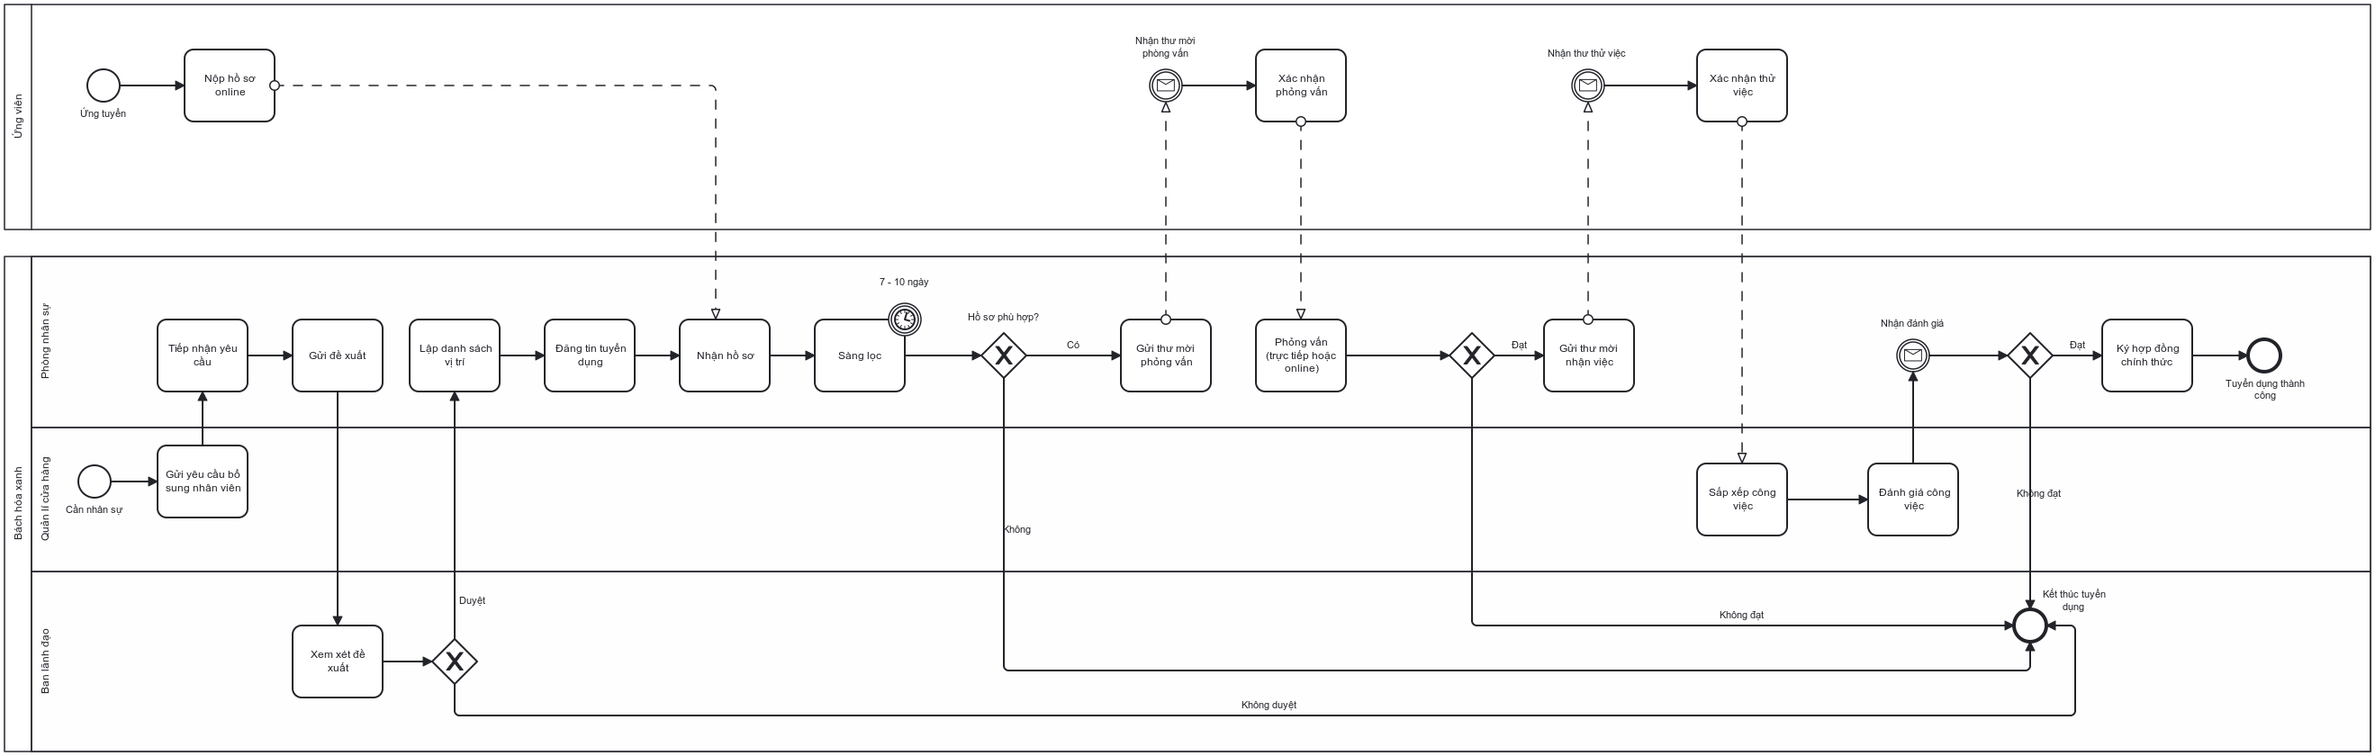 Ứng viên
Ứng tuyển
Nộp hồ sơ
online
Nhận thư mời
phỏng vấn
Xác nhận
phỏng vấn
Nhận thư thử việc
Xác nhận thử
việc
Bách hóa xanh
Phòng nhân sự
Tiếp nhận yêu
cầu
Gửi đề xuất
Lập danh sách
vị trí
Đăng tin tuyển
dụng
Nhận hồ sơ
Sàng lọc
7 - 10 ngày
Hồ sơ phù hợp?
Có
Gửi thư mời
phỏng vấn
Phỏng vấn
(trực tiếp hoặc
online)
Đạt
Gửi thư mời
nhận việc
Nhận đánh giá
Đạt
Ký hợp đồng
chính thức
Tuyển dụng thành
công
Quản lí cửa hàng
Cần nhân sự
Gửi yêu cầu bổ
sung nhân viên
Không
Sắp xếp công
việc
Đánh giá công
việc
Không đạt
Ban lãnh đạo
Xem xét đề
xuất
Duyệt
Không đạt
Kết thúc tuyển
dụng
Không duyệt